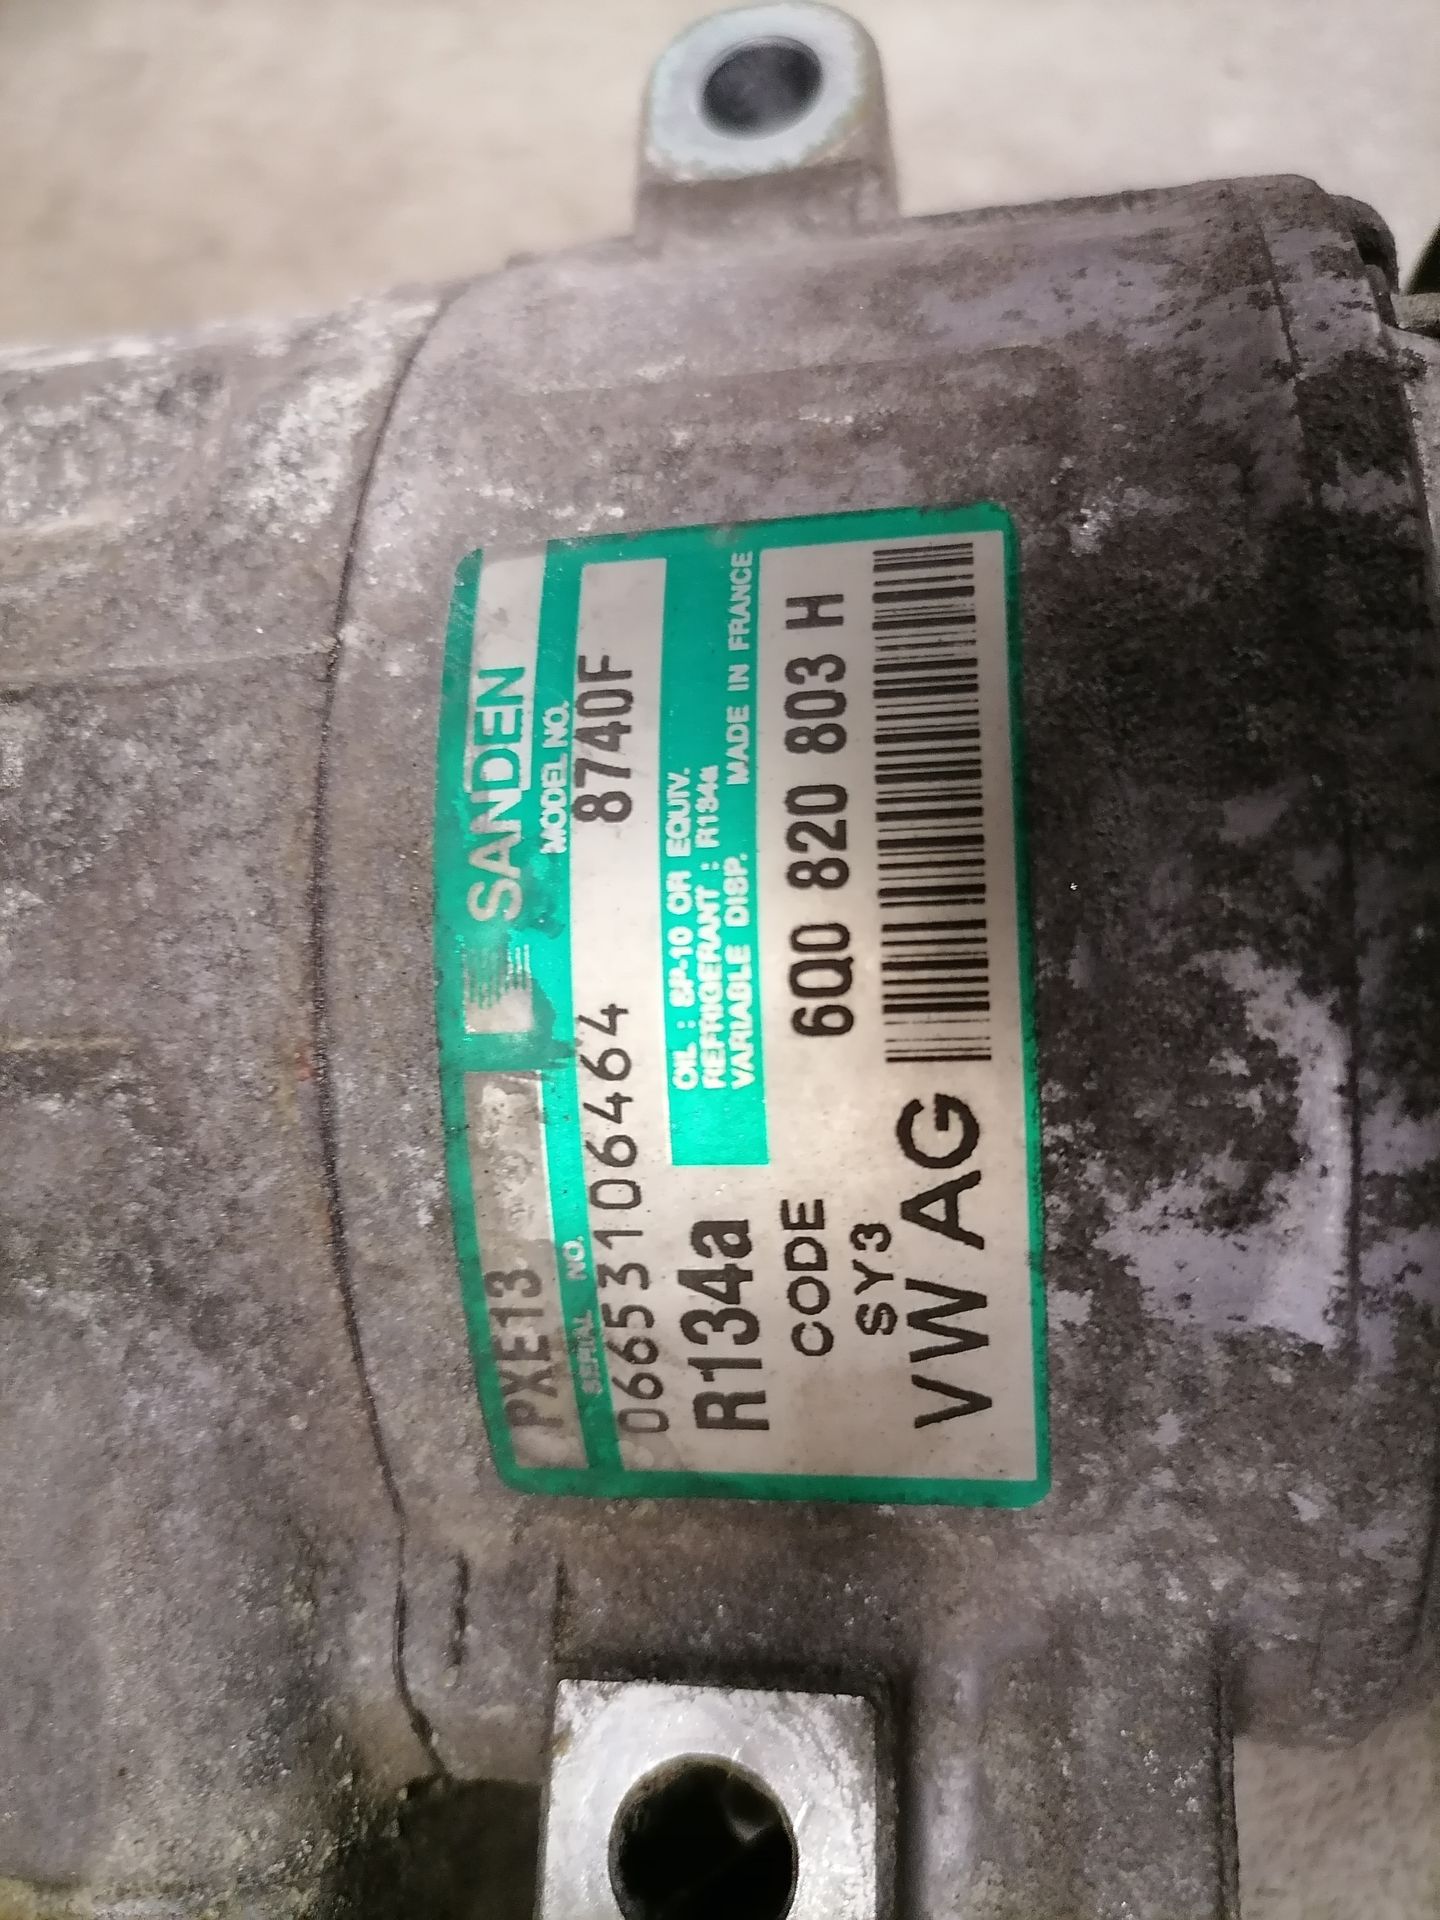 PXE13
SANDEN
SERIAL NO.
MODEL NO.
06653106464
8740F
R134a
OIL : SP-10 OR EQUIV.
REFRIGERANT : R134a
VARIABLE DISP. MADE IN FRANCE
CODE
SY3
6Q0 820 803 H
VW AG